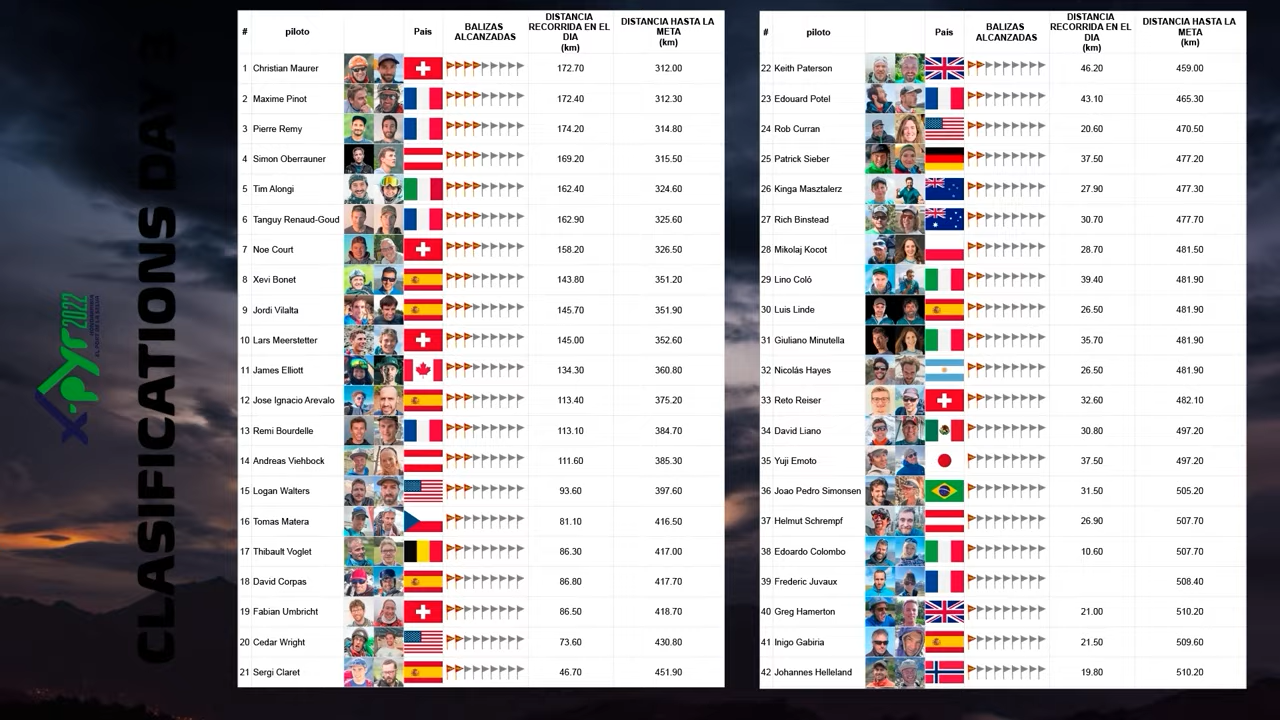 CLASIFICATIONS DAY 3
X-Pyr 2022
# piloto País BALIZAS ALCANZADAS DISTANCIA RECORRIDA EN EL DIA (km) DISTANCIA HASTA LA META (km)
1 Christian Maurer 172.70 312.00
2 Maxime Pinot 172.40 312.30
3 Pierre Remy 174.20 314.80
4 Simon Oberrauner 169.20 315.50
5 Tim Alongi 162.40 324.60
6 Tanguy Renaud-Goud 162.90 325.60
7 Noe Court 158.20 326.50
8 Xevi Bonet 143.80 351.20
9 Jordi Vilalta 145.70 351.90
10 Lars Meerstetter 145.00 352.60
11 James Elliott 134.30 360.80
12 Jose Ignacio Arevalo 113.40 375.20
13 Remi Bourdelle 113.10 384.70
14 Andreas Viehbock 111.60 385.30
15 Logan Walters 93.60 397.60
16 Tomas Matera 81.10 416.50
17 Thibault Voglet 86.30 417.00
18 David Corpas 86.80 417.70
19 Fabian Umbricht 86.50 418.70
20 Cedar Wright 73.60 430.80
21 Sergi Claret 46.70 451.90
# piloto País BALIZAS ALCANZADAS DISTANCIA RECORRIDA EN EL DIA (km) DISTANCIA HASTA LA META (km)
22 Keith Paterson 46.20 459.00
23 Edouard Potel 43.10 465.30
24 Rob Curran 20.60 470.50
25 Patrick Sieber 37.50 477.20
26 Kinga Masztalerz 27.90 477.30
27 Rich Binstead 30.70 477.70
28 Mikolaj Kocot 28.70 481.50
29 Lino Coló 39.40 481.90
30 Luis Linde 26.50 481.90
31 Giuliano Minutella 35.70 481.90
32 Nicolás Hayes 26.50 481.90
33 Reto Reiser 32.60 482.10
34 David Liano 30.80 497.20
35 Yuji Emoto 37.50 497.20
36 Joao Pedro Simonsen 31.50 505.20
37 Helmut Schrempf 26.90 507.70
38 Edoardo Colombo 10.60 507.70
39 Frederic Juvaux 508.40
40 Greg Hamerton 21.00 510.20
41 Inigo Gabiria 21.50 509.60
42 Johannes Helleland 19.80 510.20